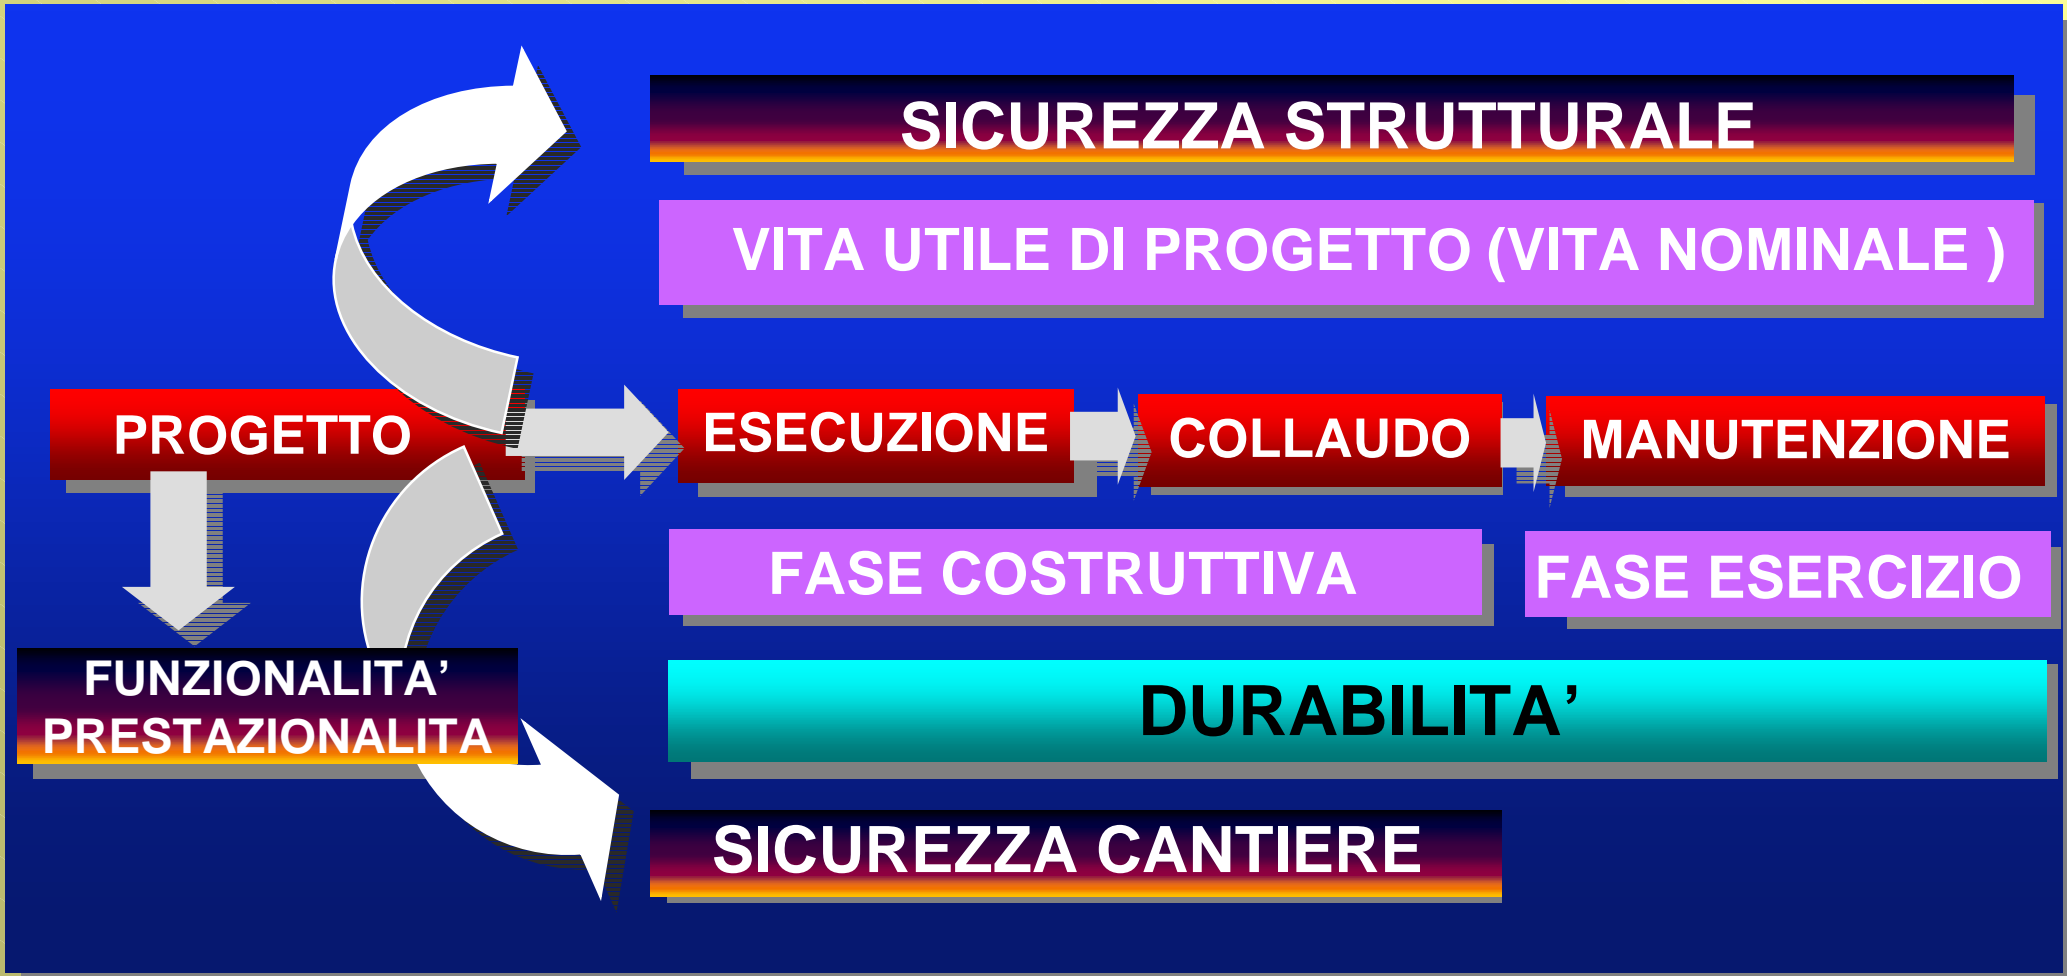 SICUREZZA STRUTTURALE
VITA UTILE DI PROGETTO (VITA NOMINALE )
PROGETTO
ESECUZIONE
COLLAUDO
MANUTENZIONE
FASE COSTRUTTIVA
FASE ESERCIZIO
FUNZIONALITA’
PRESTAZIONALITA
DURABILITA’
SICUREZZA CANTIERE